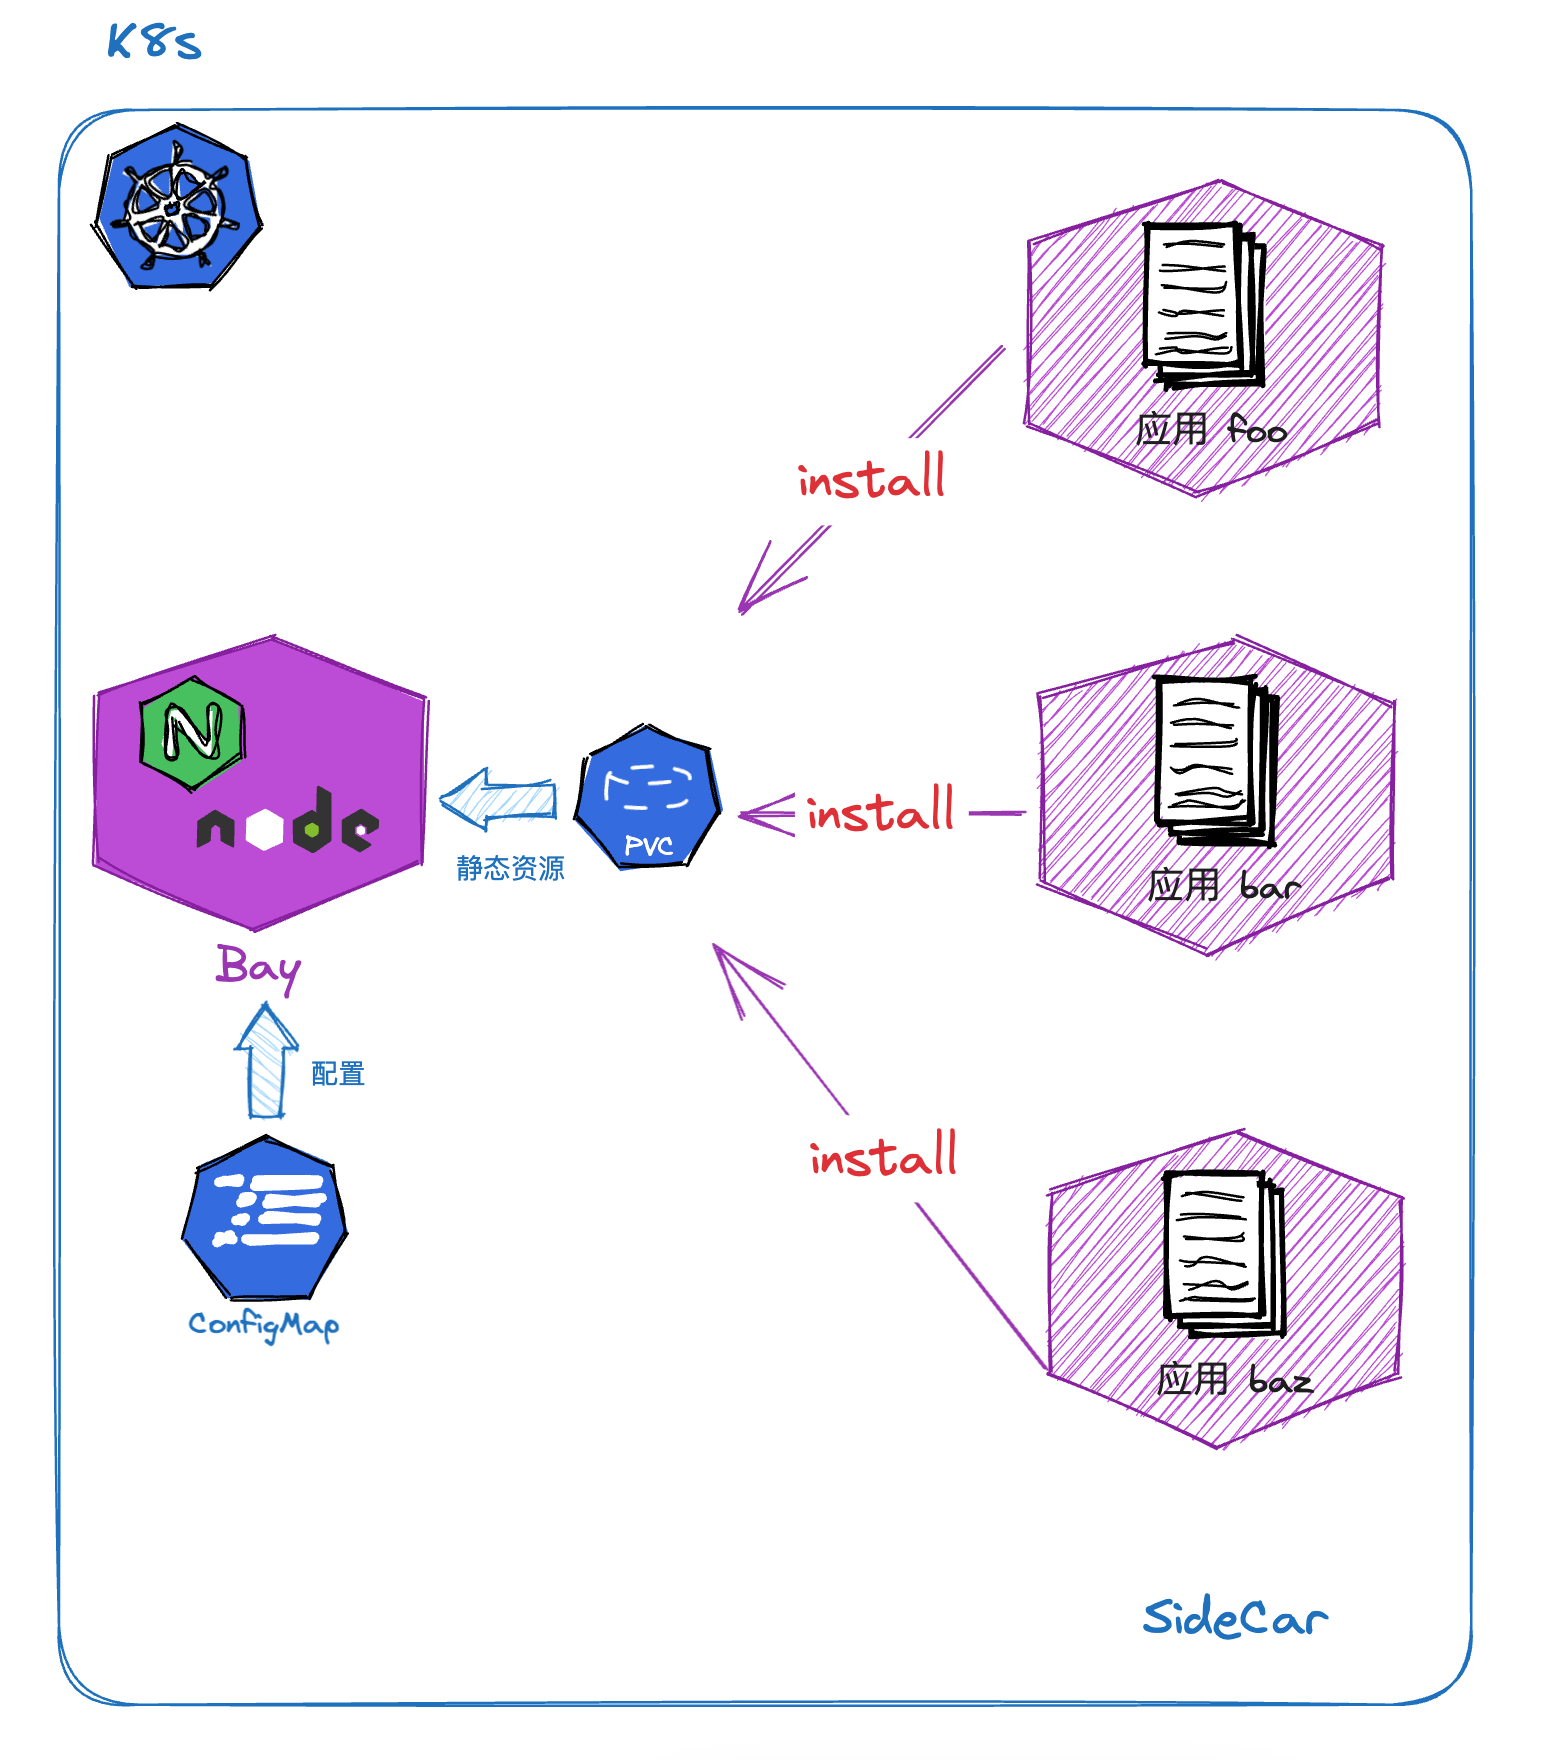 K8s
应用 foo
install
N
node
PVC
install
静态资源
应用 bar
Bay
配置
install
ConfigMap
应用 baz
SideCar